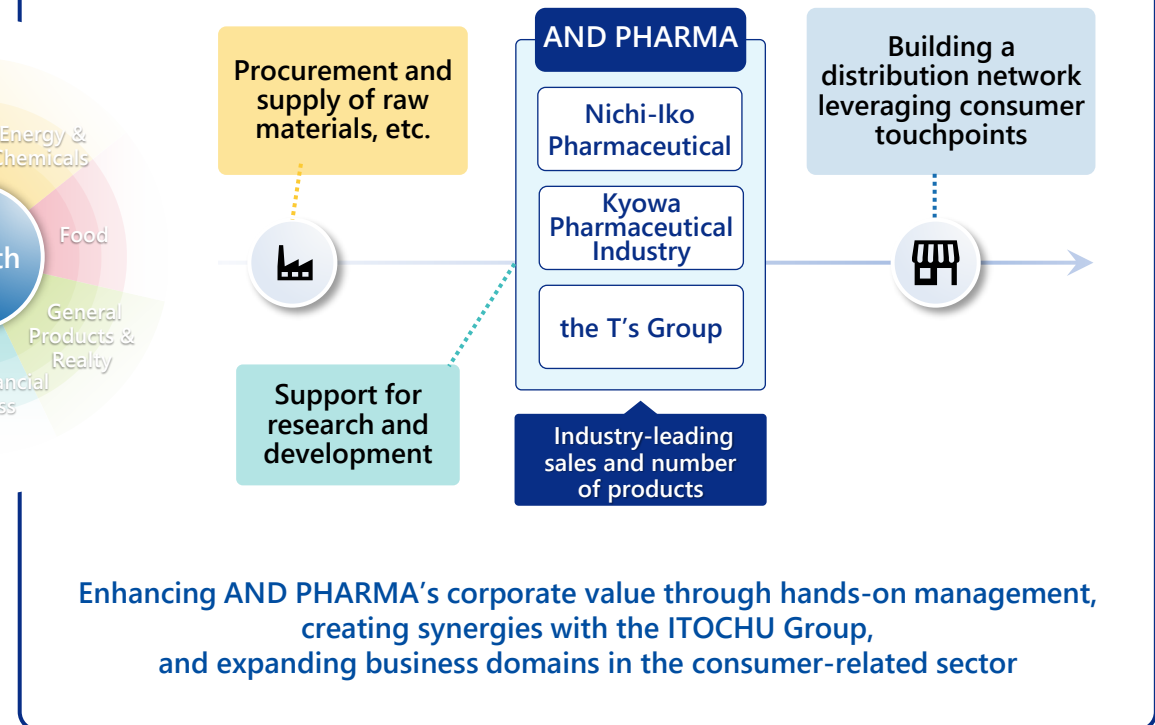 AND PHARMA
Procurement and
supply of raw
materials, etc.
Nichi-Iko
Pharmaceutical
Kyowa
Pharmaceutical
Industry
the T's Group
Building a
distribution network
leveraging consumer
touchpoints
Energy &
Chemicals
Food
General
Products &
Realty
Support for
research and
development
Industry-leading
sales and number
of products
Enhancing AND PHARMA’s corporate value through hands-on management,
creating synergies with the ITOCHU Group,
and expanding business domains in the consumer-related sector